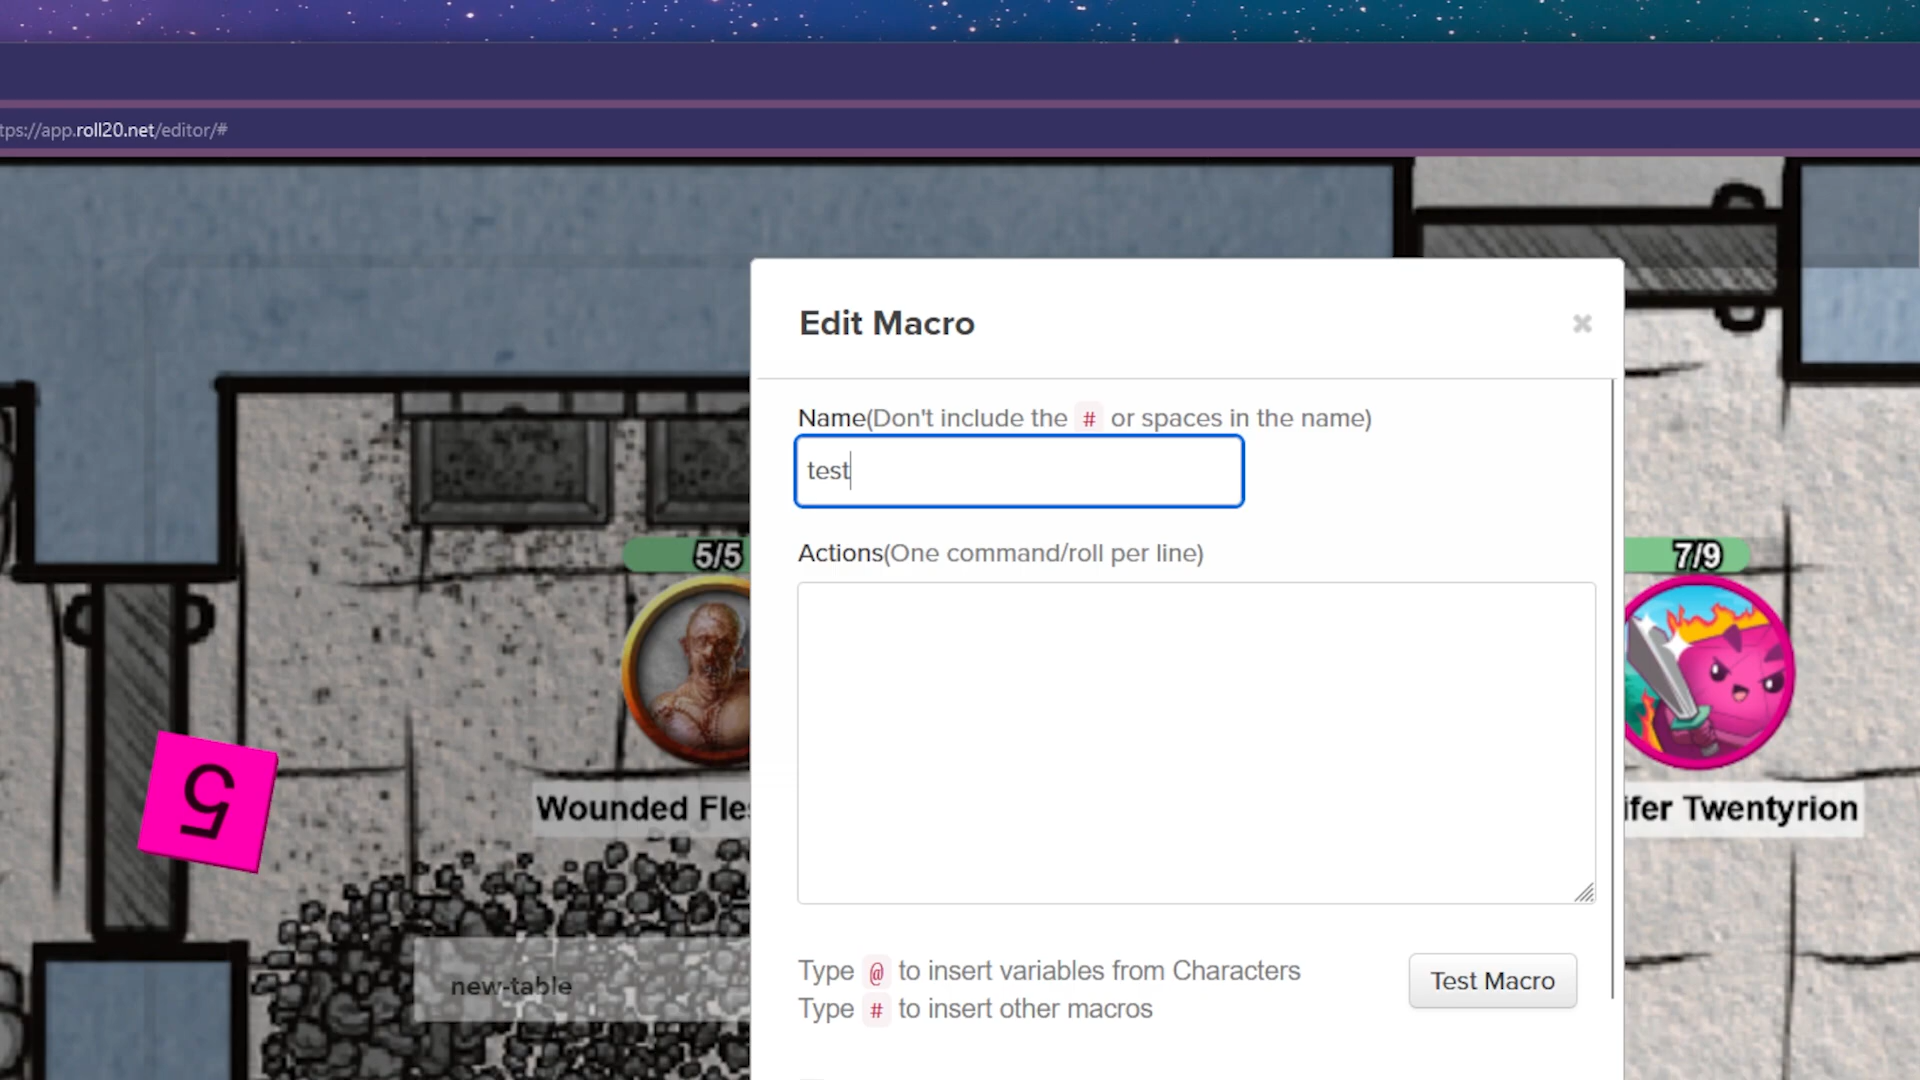 tps://app.roll20.net/editor/#
Edit Macro
Name(Don't include the # or spaces in the name)
test
Actions(One command/roll per line)
5/5
7/9
5
Wounded Fle
ifer Twentyrion
new-table
Type @ to insert variables from Characters
Type # to insert other macros
Test Macro